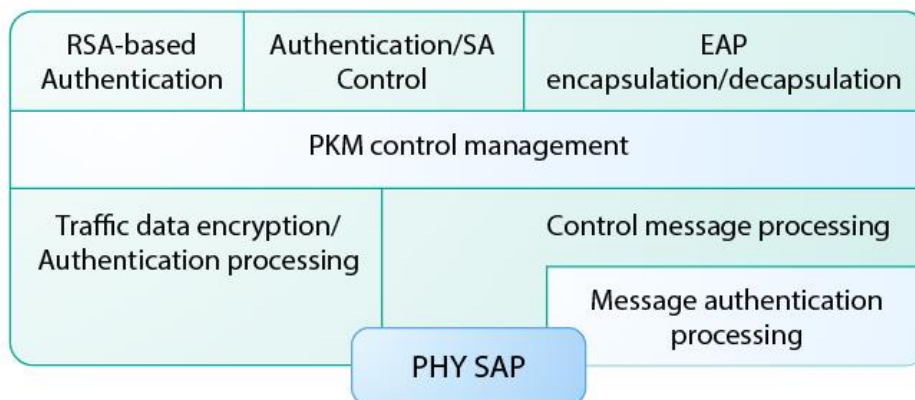 RSA-based
Authentication
Authentication/SA
Control
EAP
encapsulation/decapsulation
PKM control management
Traffic data encryption/
Authentication processing
Control message processing
Message authentication
processing
PHY SAP